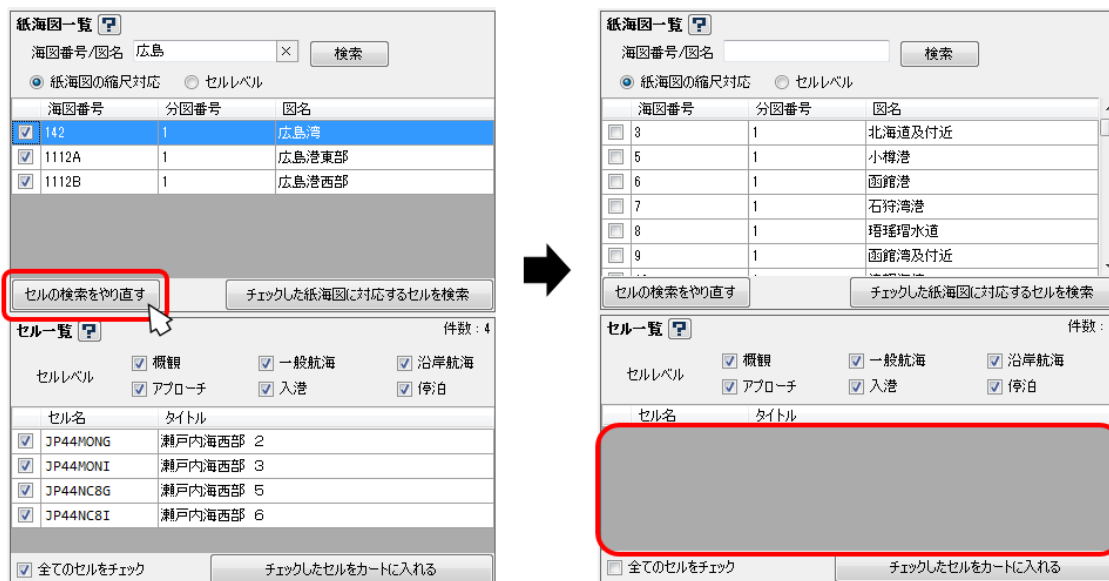 紙海図一覧 ?
海図番号/図名 広島 × 検索
紙海図の縮尺対応 セルレベル
海図番号 分図番号 図名
142 1 広島湾
1112A 1 広島港東部
1112B 1 広島港西部
セルの検索をやり直す チェックした紙海図に対応するセルを検索
セル一覧 ? 件数 : 4
セルレベル
概観 一般航海 沿岸航海
アプローチ 入港 停泊
セル名 タイトル
JP44MONG 瀬戸内海西部 2
JP44MONI 瀬戸内海西部 3
JP44NC8G 瀬戸内海西部 5
JP44NC8I 瀬戸内海西部 6
全てのセルをチェック チェックしたセルをカートに入れる
紙海図一覧 ?
海図番号/図名 検索
紙海図の縮尺対応 セルレベル
海図番号 分図番号 図名
3 1 北海道及付近
5 1 小樽港
6 1 函館港
7 1 石狩湾港
8 1 珸瑤瑁水道
9 1 函館湾及付近
セルの検索をやり直す チェックした紙海図に対応するセルを検索
セル一覧 ? 件数 :
セルレベル
概観 一般航海 沿岸航海
アプローチ 入港 停泊
セル名 タイトル
全てのセルをチェック チェックしたセルをカートに入れる